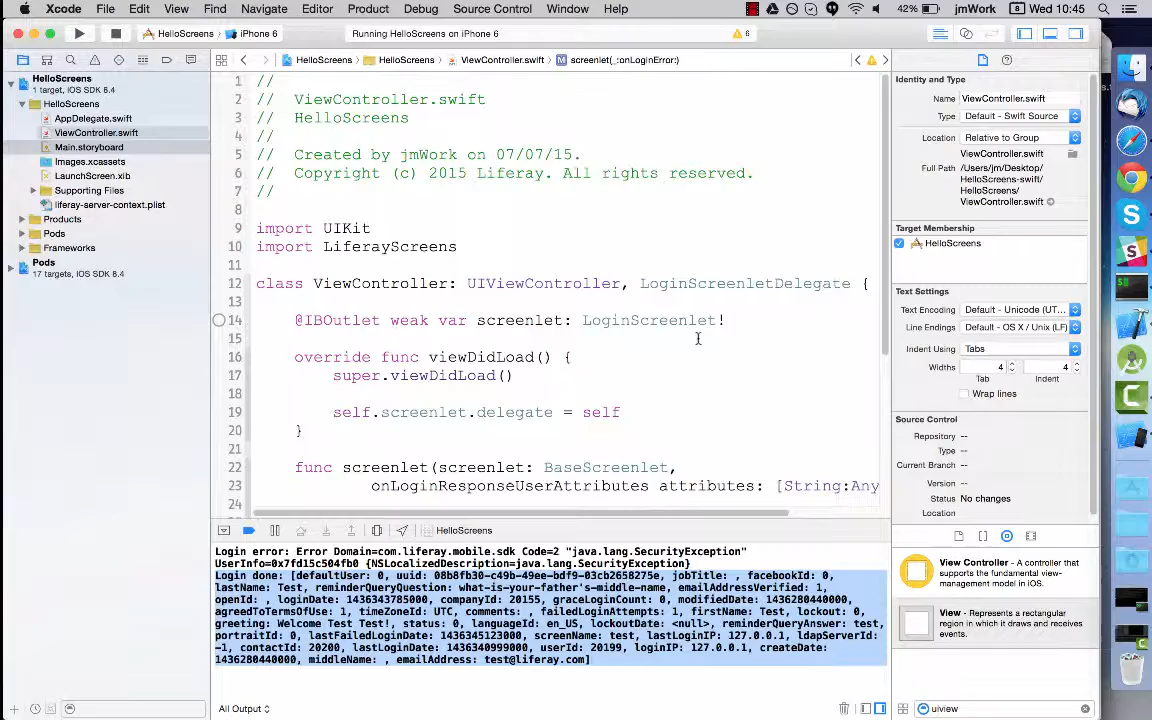 Xcode File Edit View Find Navigate Editor Product Debug Source Control Window Help 42% jmWork 8 Wed 10:45
HelloScreens iPhone 6 Running HelloScreens on iPhone 6 6
HelloScreens HelloScreens ViewController.swift screenlet(_:onLoginError:)
HelloScreens
1 target, iOS SDK 8.4
HelloScreens
AppDelegate.swift
ViewController.swift
Main.storyboard
Images.xcassets
LaunchScreen.xib
Supporting Files
liferay-server-context.plist
Products
Pods
Frameworks
Pods
17 targets, iOS SDK 8.4
1 //
2 // ViewController.swift
3 // HelloScreens
4 //
5 // Created by jmWork on 07/07/15.
6 // Copyright (c) 2015 Liferay. All rights reserved.
7 //
8
9 import UIKit
10 import LiferayScreens
11
12 class ViewController: UIViewController, LoginScreenletDelegate {
13
14 @IBOutlet weak var screenlet: LoginScreenlet!
15
16 override func viewDidLoad() {
17 super.viewDidLoad()
18
19 self.screenlet.delegate = self
20 }
21
22 func screenlet(screenlet: BaseScreenlet,
23 onLoginResponseUserAttributes attributes: [String:Any
24
HelloScreens
Login error: Error Domain=com.liferay.mobile.sdk Code=2 "java.lang.SecurityException"
UserInfo=0x7fd15c504fb0 {NSLocalizedDescription=java.lang.SecurityException}
Login done: [defaultUser: 0, uuid: 08b8fb30-c49b-49ee-bdf9-03cb2658275e, jobTitle: , facebookId: 0,
lastName: Test, reminderQueryQuestion: what-is-your-father's-middle-name, emailAddressVerified: 1,
openId: , loginDate: 1436343785000, companyId: 20155, graceLoginCount: 0, modifiedDate: 1436280440000,
agreedToTermsOfUse: 1, timeZoneId: UTC, comments: , failedLoginAttempts: 1, firstName: Test, lockout: 0,
greeting: Welcome Test Test!, status: 0, languageId: en_US, lockoutDate: <null>, reminderQueryAnswer: test,
portraitId: 0, lastFailedLoginDate: 1436345123000, screenName: test, lastLoginIP: 127.0.0.1, ldapServerId:
-1, contactId: 20200, lastLoginDate: 1436340999000, userId: 20199, loginIP: 127.0.0.1, createDate:
1436280440000, middleName: , emailAddress: test@liferay.com]
All Output
Identity and Type
Name ViewController.swift
Type Default - Swift Source
Location Relative to Group
ViewController.swift
Full Path /Users/jm/Desktop/
HelloScreens-swift/
HelloScreens/
ViewController.swift
Target Membership
HelloScreens
Text Settings
Text Encoding Default - Unicode (UT...
Line Endings Default - OS X / Unix (LF)
Indent Using Tabs
Widths 4 4
Tab Indent
Wrap lines
Source Control
Repository --
Type --
Current Branch --
Version --
Status No changes
Location
View Controller - A controller that supports the fundamental view-
management model in iOS.
View - Represents a rectangular
region in which it draws and receives
events.
uiview